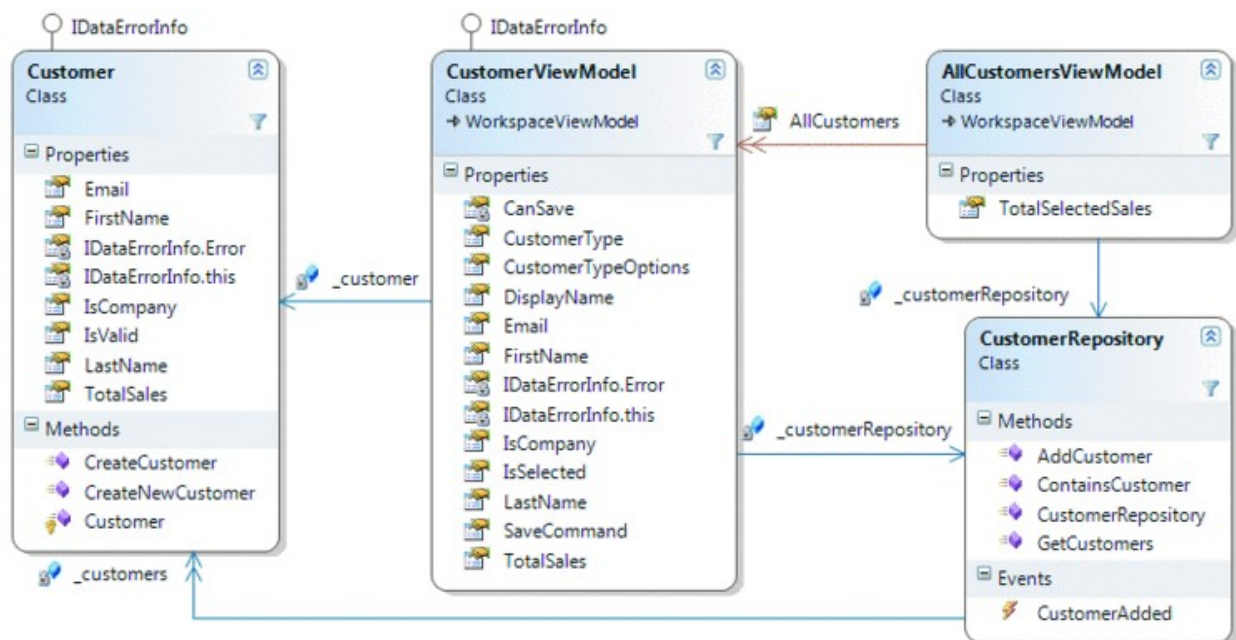 IDataErrorInfo
Customer
Class
Properties
Email
FirstName
IDataErrorInfo.Error
IDataErrorInfo.this
IsCompany
IsValid
LastName
TotalSales
Methods
CreateCustomer
CreateNewCustomer
Customer
_customers
_customer
IDataErrorInfo
CustomerViewModel
Class
WorkspaceViewModel
Properties
CanSave
CustomerType
CustomerTypeOptions
DisplayName
Email
FirstName
IDataErrorInfo.Error
IDataErrorInfo.this
IsCompany
IsSelected
LastName
SaveCommand
TotalSales
AllCustomers
_customerRepository
AllCustomersViewModel
Class
WorkspaceViewModel
Properties
TotalSelectedSales
_customerRepository
CustomerRepository
Class
Methods
AddCustomer
ContainsCustomer
CustomerRepository
GetCustomers
Events
CustomerAdded